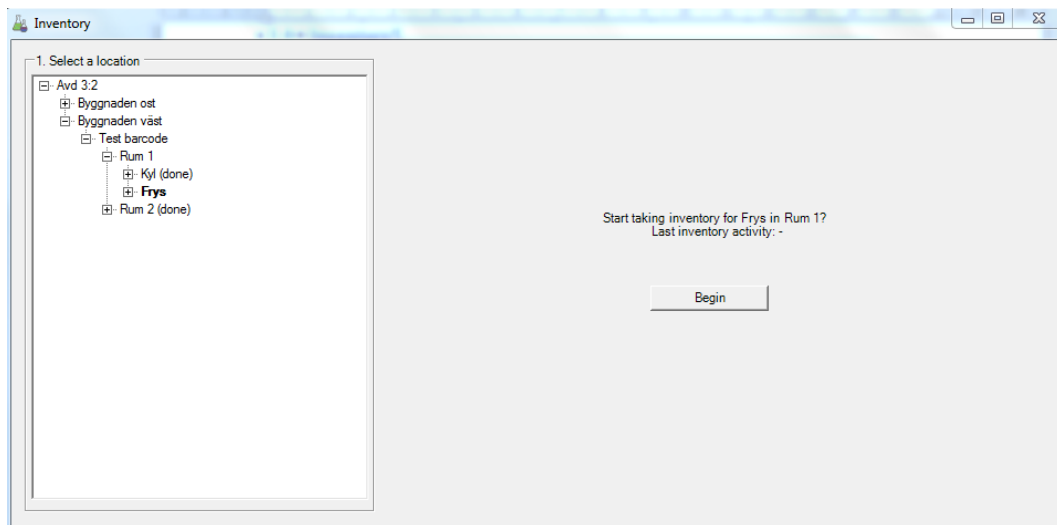 Inventory
1. Select a location
Avd 3:2
Byggnaden ost
Byggnaden väst
Test barcode
Rum 1
Kyl (done)
Frys
Rum 2 (done)
Start taking inventory for Frys in Rum 1?
Last inventory activity: -
Begin